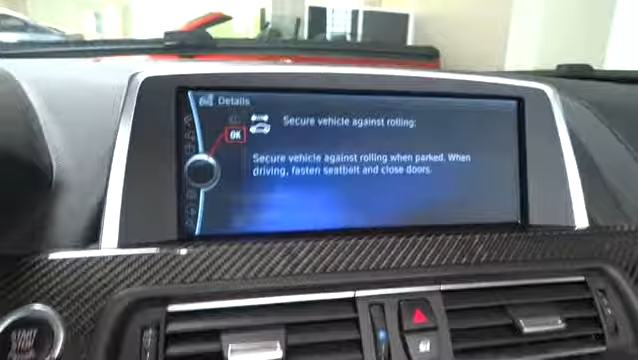 Details
OK
Secure vehicle against rolling:
Secure vehicle against rolling when parked. When
driving, fasten seatbelt and close doors.
START